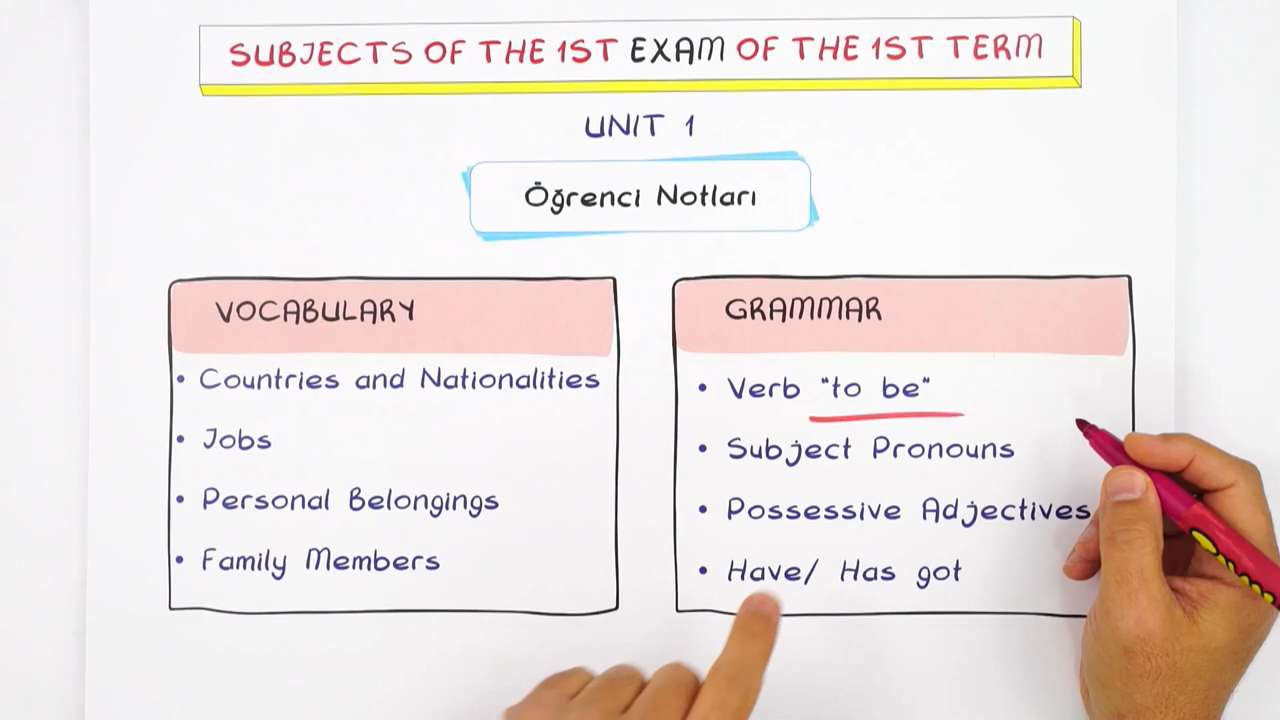 SUBJECTS OF THE 1ST EXAM OF THE 1ST TERM
UNIT 1
Öğrenci Notları
VOCABULARY
• Countries and Nationalities
• Jobs
• Personal Belongings
• Family Members
GRAMMAR
• Verb "to be"
• Subject Pronouns
• Possessive Adjectives
• Have/ Has got